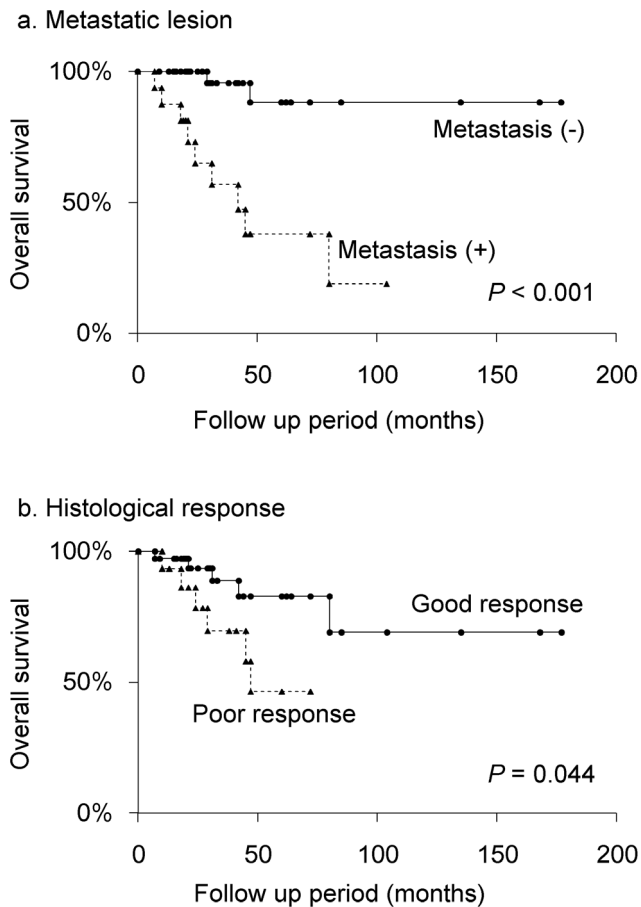 a. Metastatic lesion
100%
50%
0%
Overall survival
Metastasis (-)
Metastasis (+)
P < 0.001
0 50 100 150 200
Follow up period (months)
b. Histological response
100%
50%
0%
Overall survival
Good response
Poor response
P = 0.044
0 50 100 150 200
Follow up period (months)